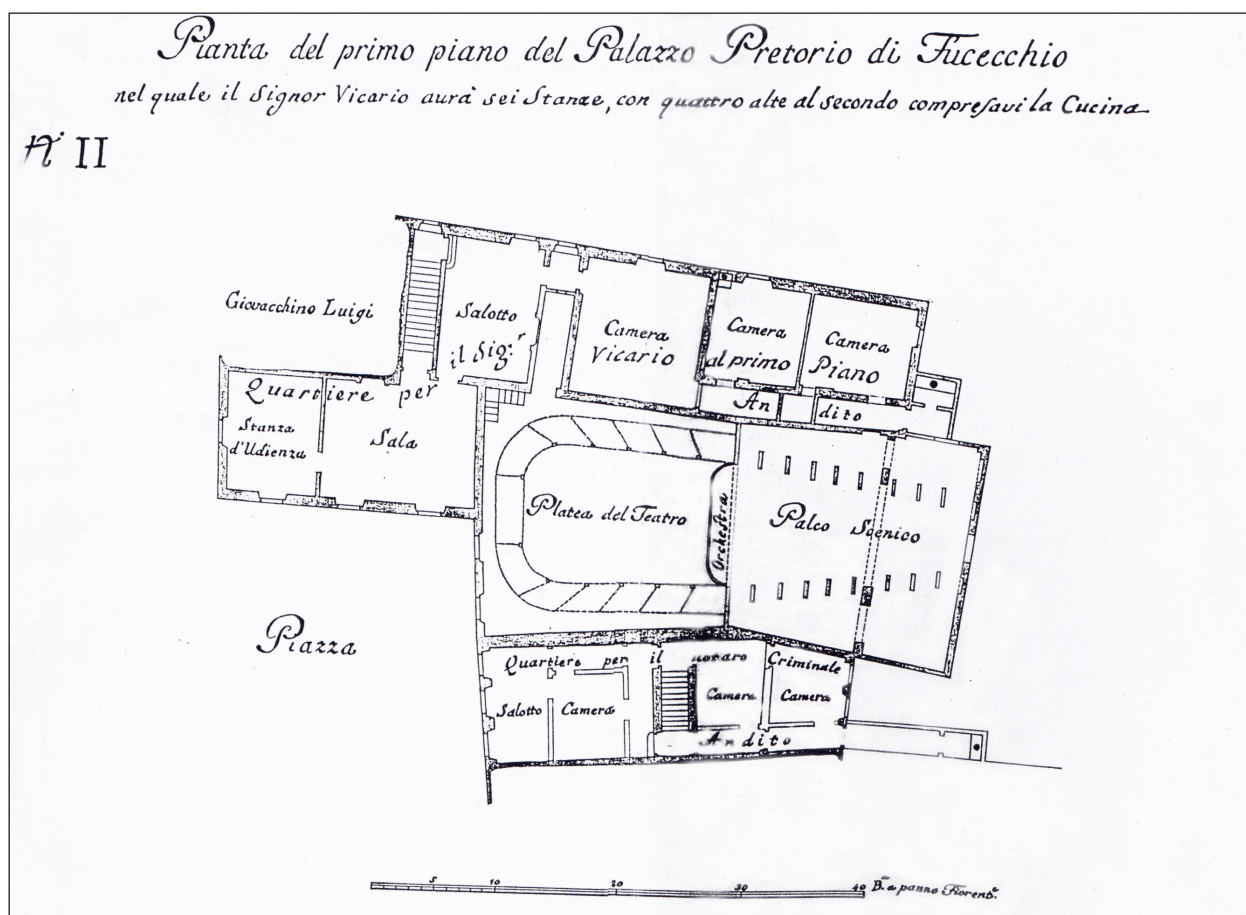 Pianta del primo piano del Palazzo Pretorio di Fucecchio
nel quale il Signor Vicario aurà sei Stanze, con quattro alte al secondo compresavi la Cucina
N. II
Giovacchino Luigi
Salotto
Camera
Camera
Camera
Quartiere per il Sig:r Vicario al primo Piano
Stanza
d'Udienza
Sala
Andito
Platea del Teatro
Orchestra
Palco Scenico
Piazza
Quartiere per il notaro Criminale
Salotto
Camera
Camera
Camera
Andito
5 10 20 30 40 B.a a panno Fiorent.e